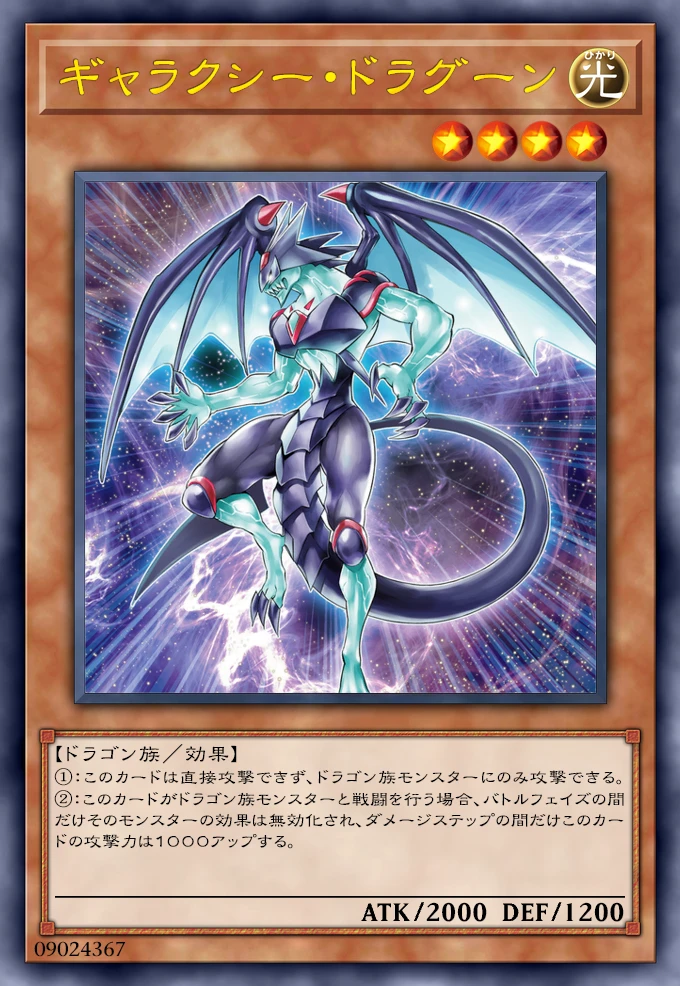 ギャラクシー・ドラグーン
ひかり
光
【ドラゴン族／効果】
①：このカードは直接攻撃できず、ドラゴン族モンスターにのみ攻撃できる。
②：このカードがドラゴン族モンスターと戦闘を行う場合、バトルフェイズの間
だけそのモンスターの効果は無効化され、ダメージステップの間だけこのカー
ドの攻撃力は１０００アップする。
ATK/2000 DEF/1200
09024367